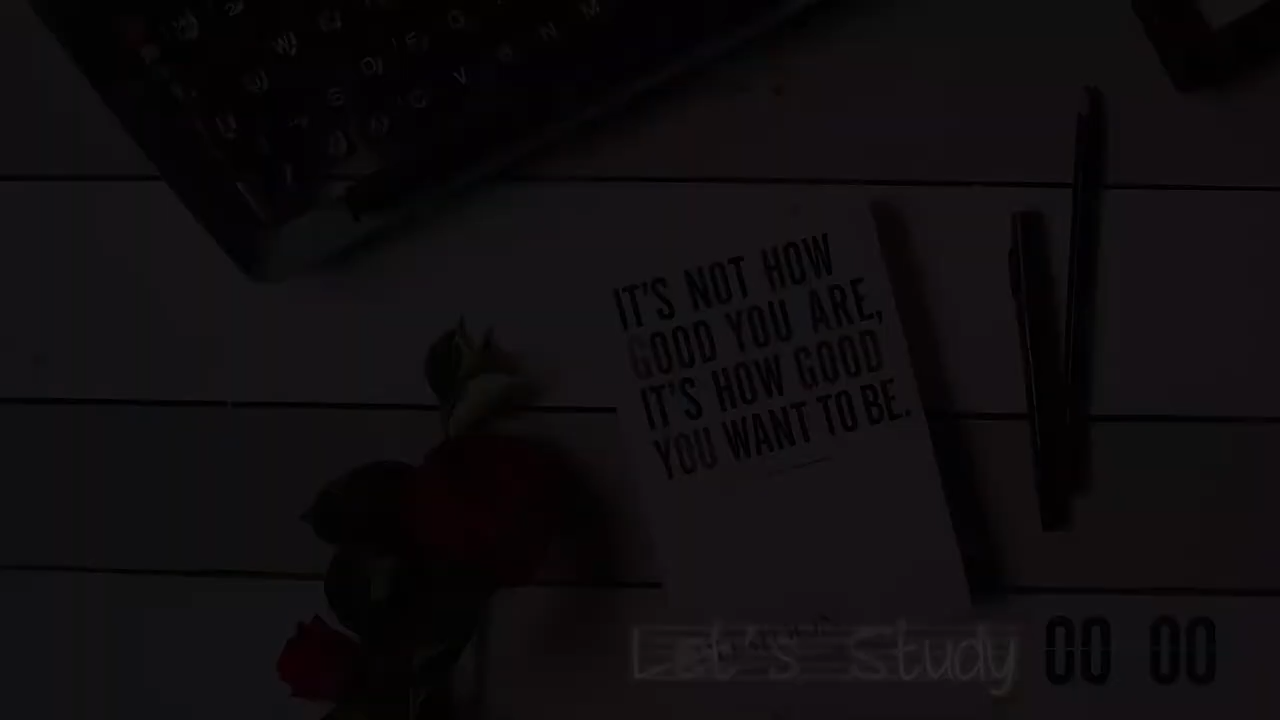 IT'S NOT HOW
GOOD YOU ARE,
IT'S HOW GOOD
YOU WANT TO BE.
Let's Study 00 00